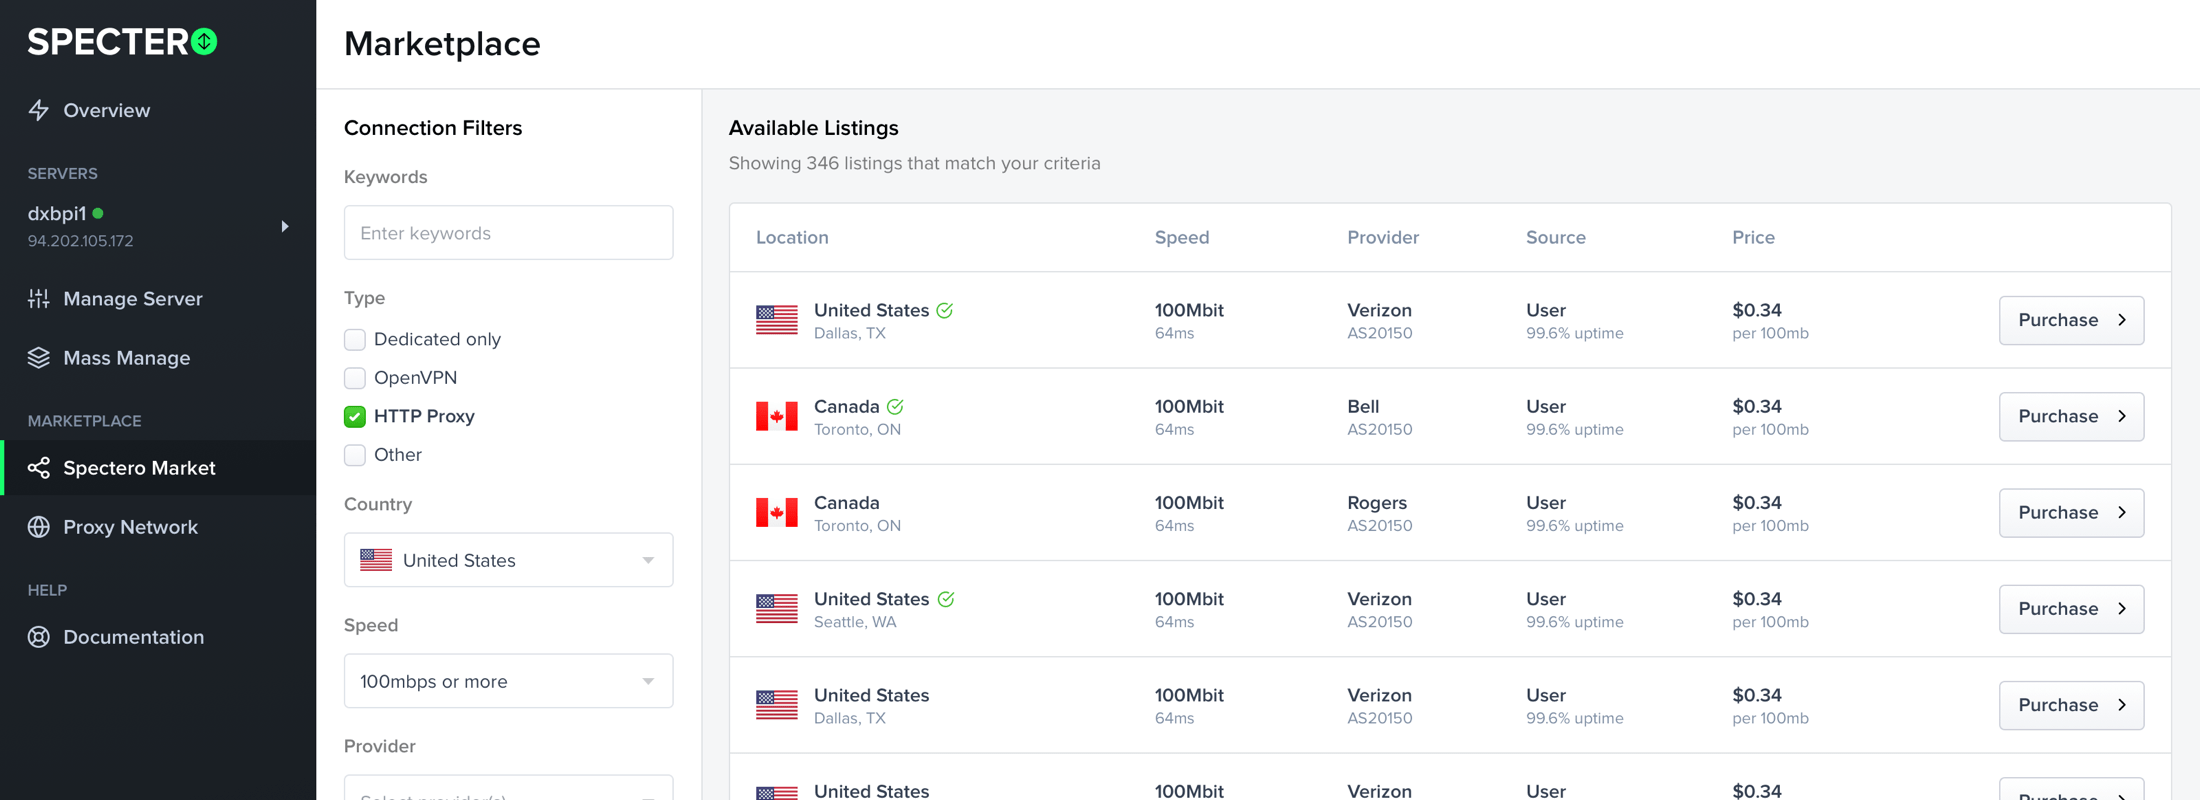 SPECTERO
Overview
SERVERS
dxbpi1
94.202.105.172
Manage Server
Mass Manage
MARKETPLACE
Spectero Market
Proxy Network
HELP
Documentation
Marketplace
Connection Filters
Keywords
Enter keywords
Type
Dedicated only
OpenVPN
HTTP Proxy
Other
Country
United States
Speed
100mbps or more
Provider
Select provider(s)
Available Listings
Showing 346 listings that match your criteria
Location Speed Provider Source Price
United States 100Mbit Verizon User $0.34
Dallas, TX 64ms AS20150 99.6% uptime per 100mb
Purchase
Canada 100Mbit Bell User $0.34
Toronto, ON 64ms AS20150 99.6% uptime per 100mb
Purchase
Canada 100Mbit Rogers User $0.34
Toronto, ON 64ms AS20150 99.6% uptime per 100mb
Purchase
United States 100Mbit Verizon User $0.34
Seattle, WA 64ms AS20150 99.6% uptime per 100mb
Purchase
United States 100Mbit Verizon User $0.34
Dallas, TX 64ms AS20150 99.6% uptime per 100mb
Purchase
United States 100Mbit Verizon User $0.34
Purchase